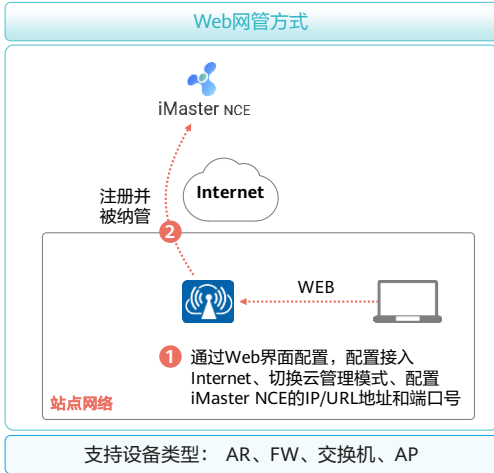 Web网管方式
iMaster NCE
Internet
注册并
被纳管
2
WEB
1 通过Web界面配置，配置接入
Internet、切换云管理模式、配置
iMaster NCE的IP/URL地址和端口号
站点网络
支持设备类型： AR、FW、交换机、AP